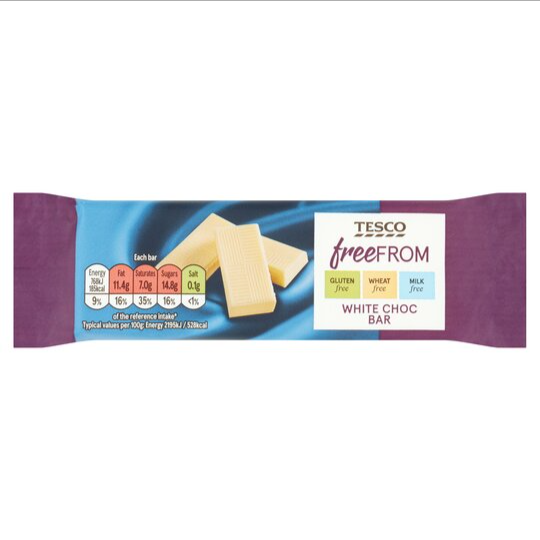 Each bar
Energy Fat Saturates Sugars Salt
768kJ
185kcal 11.4g 7.0g 14.8g 0.1g
9% 16% 35% 16% <1%
of the reference intake*
Typical values per 100g: Energy 2195kJ / 528kcal
TESCO
freeFROM
GLUTEN free WHEAT free MILK free
WHITE CHOC
BAR